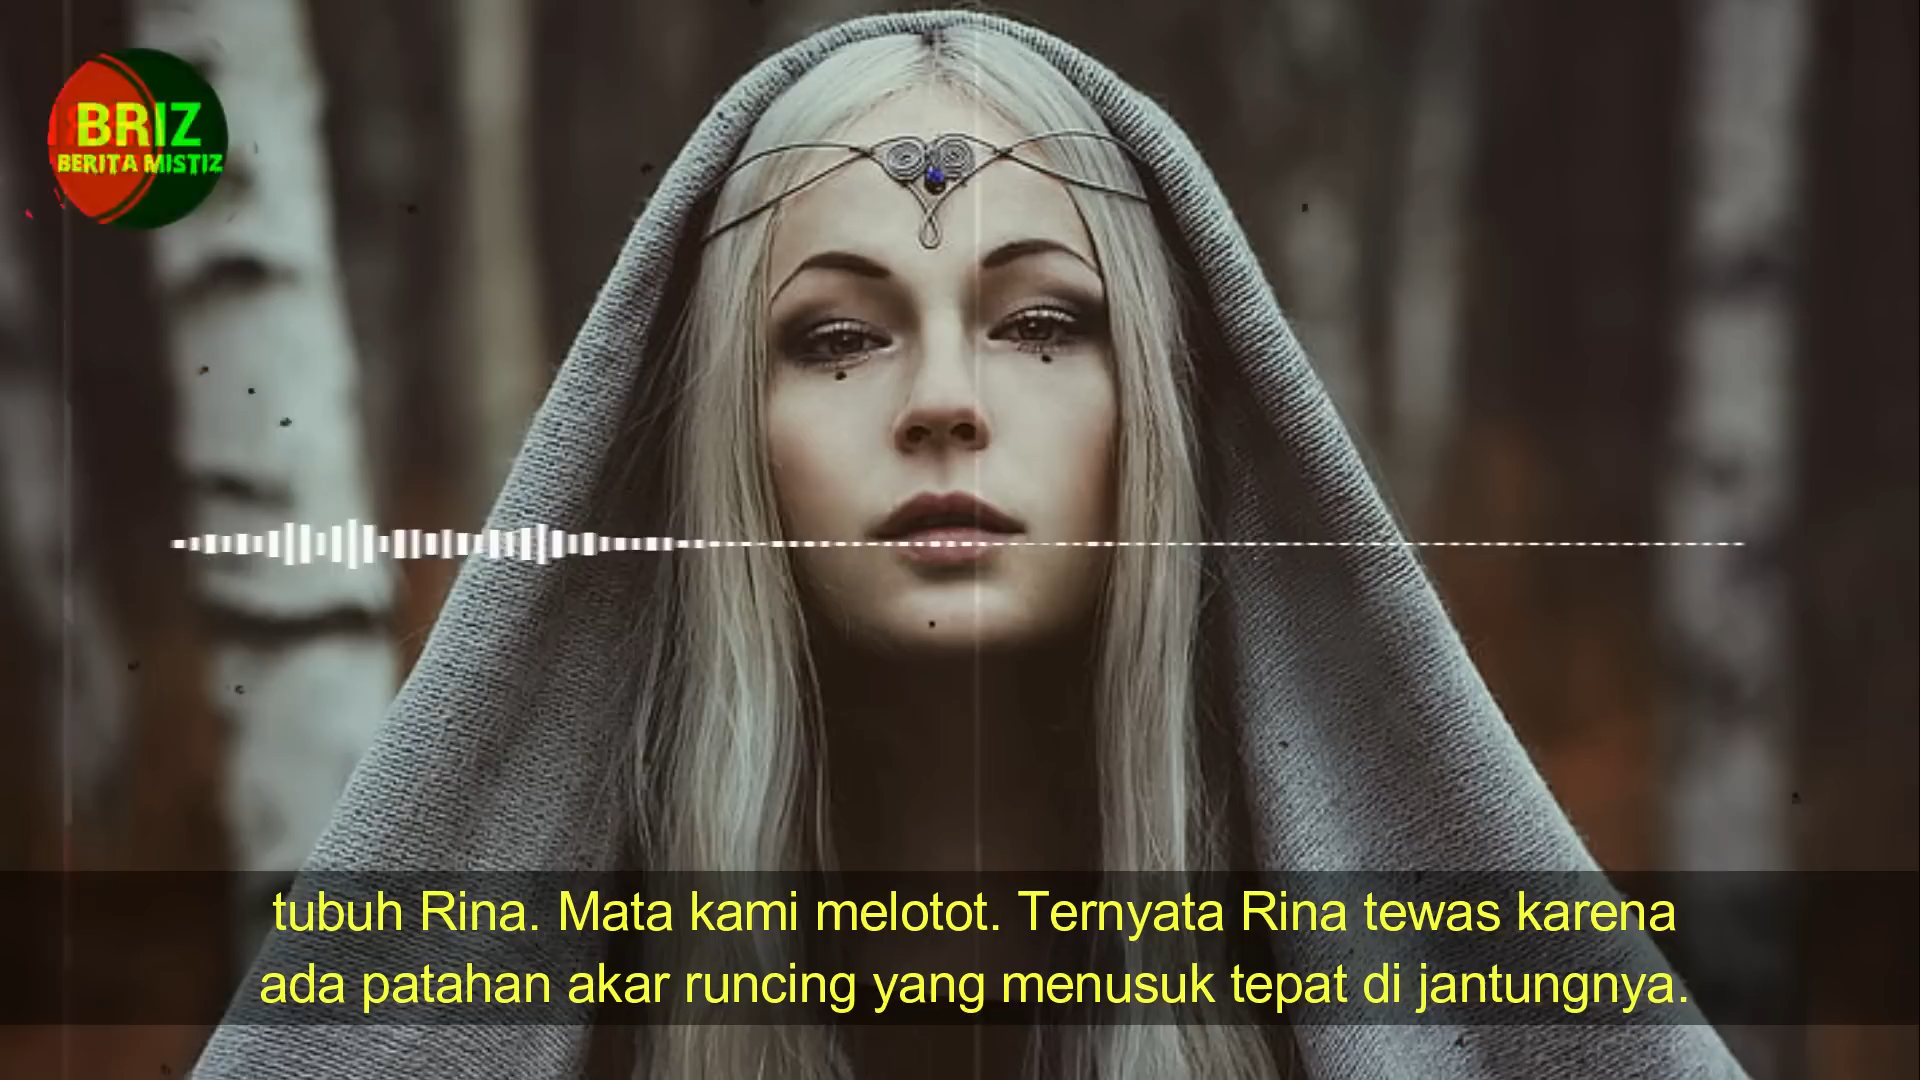 BRIZ
BERITA MISTIZ
tubuh Rina. Mata kami melotot. Ternyata Rina tewas karena
ada patahan akar runcing yang menusuk tepat di jantungnya.